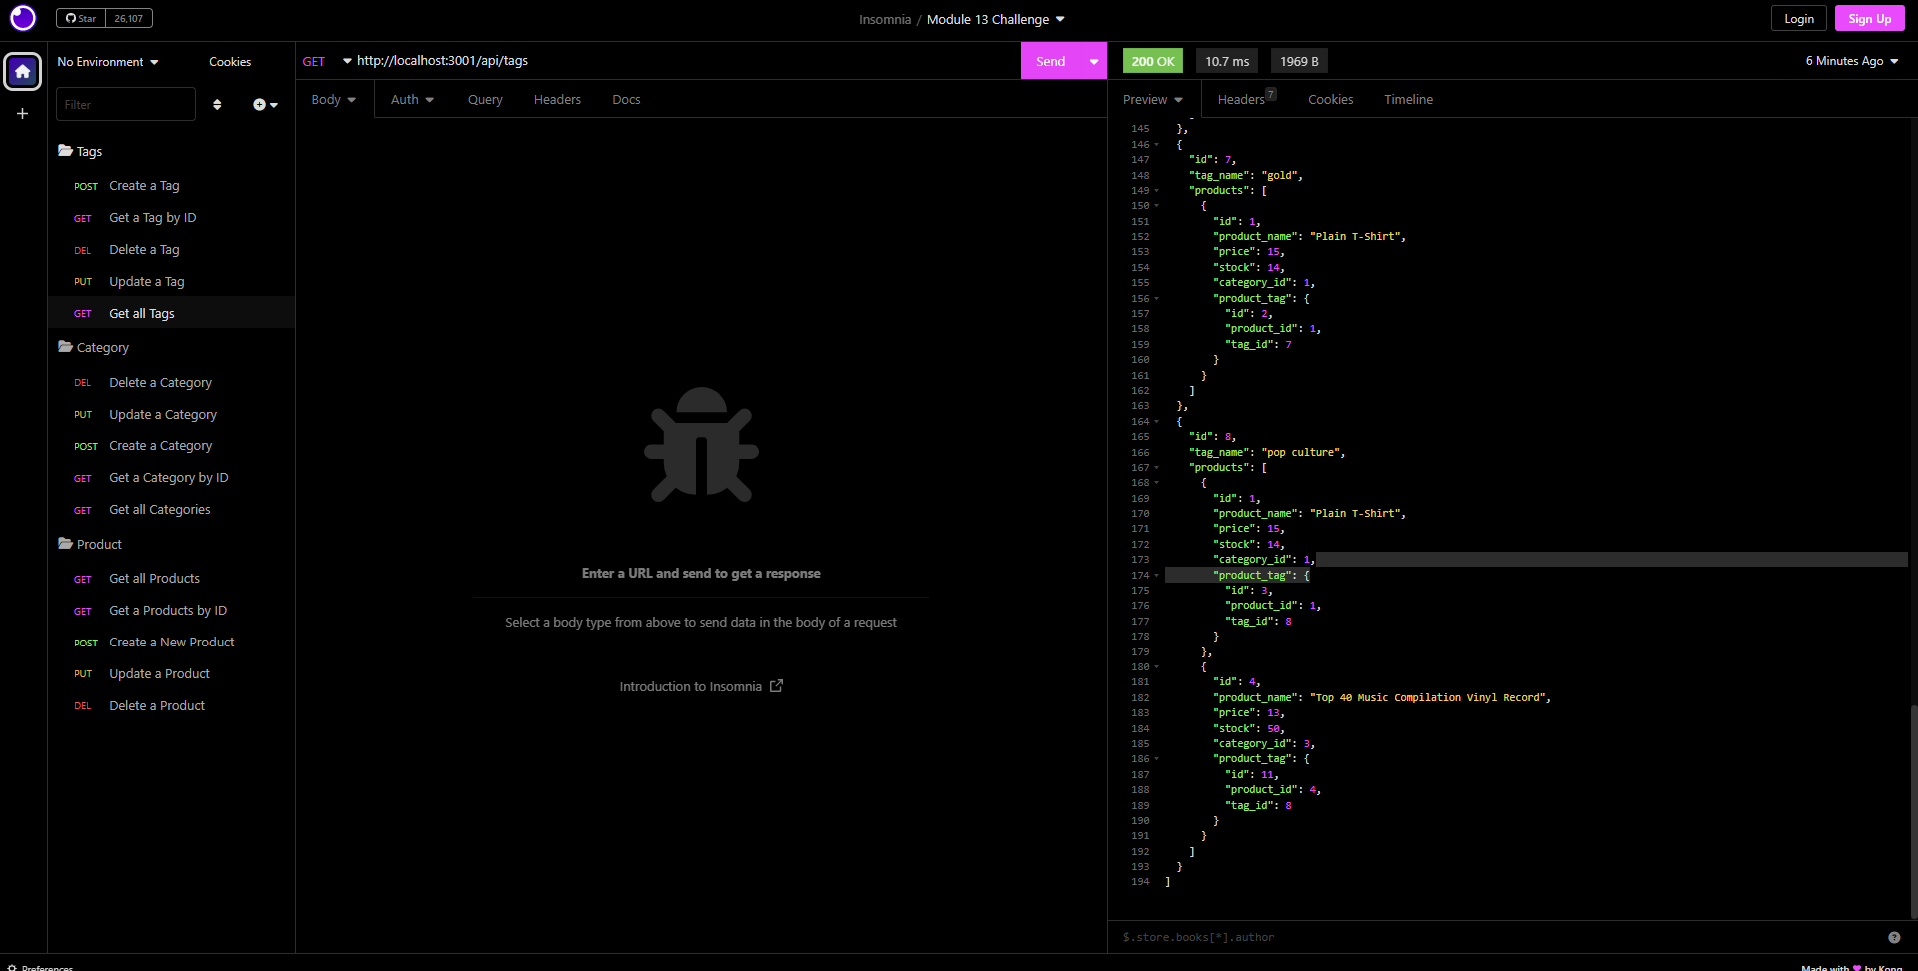 Star 26,107
Insomnia / Module 13 Challenge
Login Sign Up
No Environment Cookies
Filter
Tags
POST Create a Tag
GET Get a Tag by ID
DEL Delete a Tag
PUT Update a Tag
GET Get all Tags
Category
DEL Delete a Category
PUT Update a Category
POST Create a Category
GET Get a Category by ID
GET Get all Categories
Product
GET Get all Products
GET Get a Products by ID
POST Create a New Product
PUT Update a Product
DEL Delete a Product
Preferences
GET http://localhost:3001/api/tags Send
Body Auth Query Headers Docs
Enter a URL and send to get a response
Select a body type from above to send data in the body of a request
Introduction to Insomnia
200 OK 10.7 ms 1969 B 6 Minutes Ago
Preview Headers 7 Cookies Timeline
145 },
146 {
147 "id": 7,
148 "tag_name": "gold",
149 "products": [
150 {
151 "id": 1,
152 "product_name": "Plain T-Shirt",
153 "price": 15,
154 "stock": 14,
155 "category_id": 1,
156 "product_tag": {
157 "id": 2,
158 "product_id": 1,
159 "tag_id": 7
160 }
161 }
162 ]
163 },
164 {
165 "id": 8,
166 "tag_name": "pop culture",
167 "products": [
168 {
169 "id": 1,
170 "product_name": "Plain T-Shirt",
171 "price": 15,
172 "stock": 14,
173 "category_id": 1,
174 "product_tag": {
175 "id": 3,
176 "product_id": 1,
177 "tag_id": 8
178 }
179 },
180 {
181 "id": 4,
182 "product_name": "Top 40 Music Compilation Vinyl Record",
183 "price": 13,
184 "stock": 50,
185 "category_id": 3,
186 "product_tag": {
187 "id": 11,
188 "product_id": 4,
189 "tag_id": 8
190 }
191 }
192 ]
193 }
194 ]
$.store.books[*].author
Made with ♥ by Kong